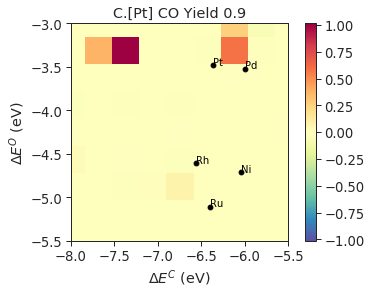 C.[Pt] CO Yield 0.9
−3.0
−3.5
−4.0
−4.5
−5.0
−5.5
ΔE^O (eV)
Pt
Pd
Rh
Ni
Ru
−8.0 −7.5 −7.0 −6.5 −6.0 −5.5
ΔE^C (eV)
1.00
0.75
0.50
0.25
0.00
−0.25
−0.50
−0.75
−1.00